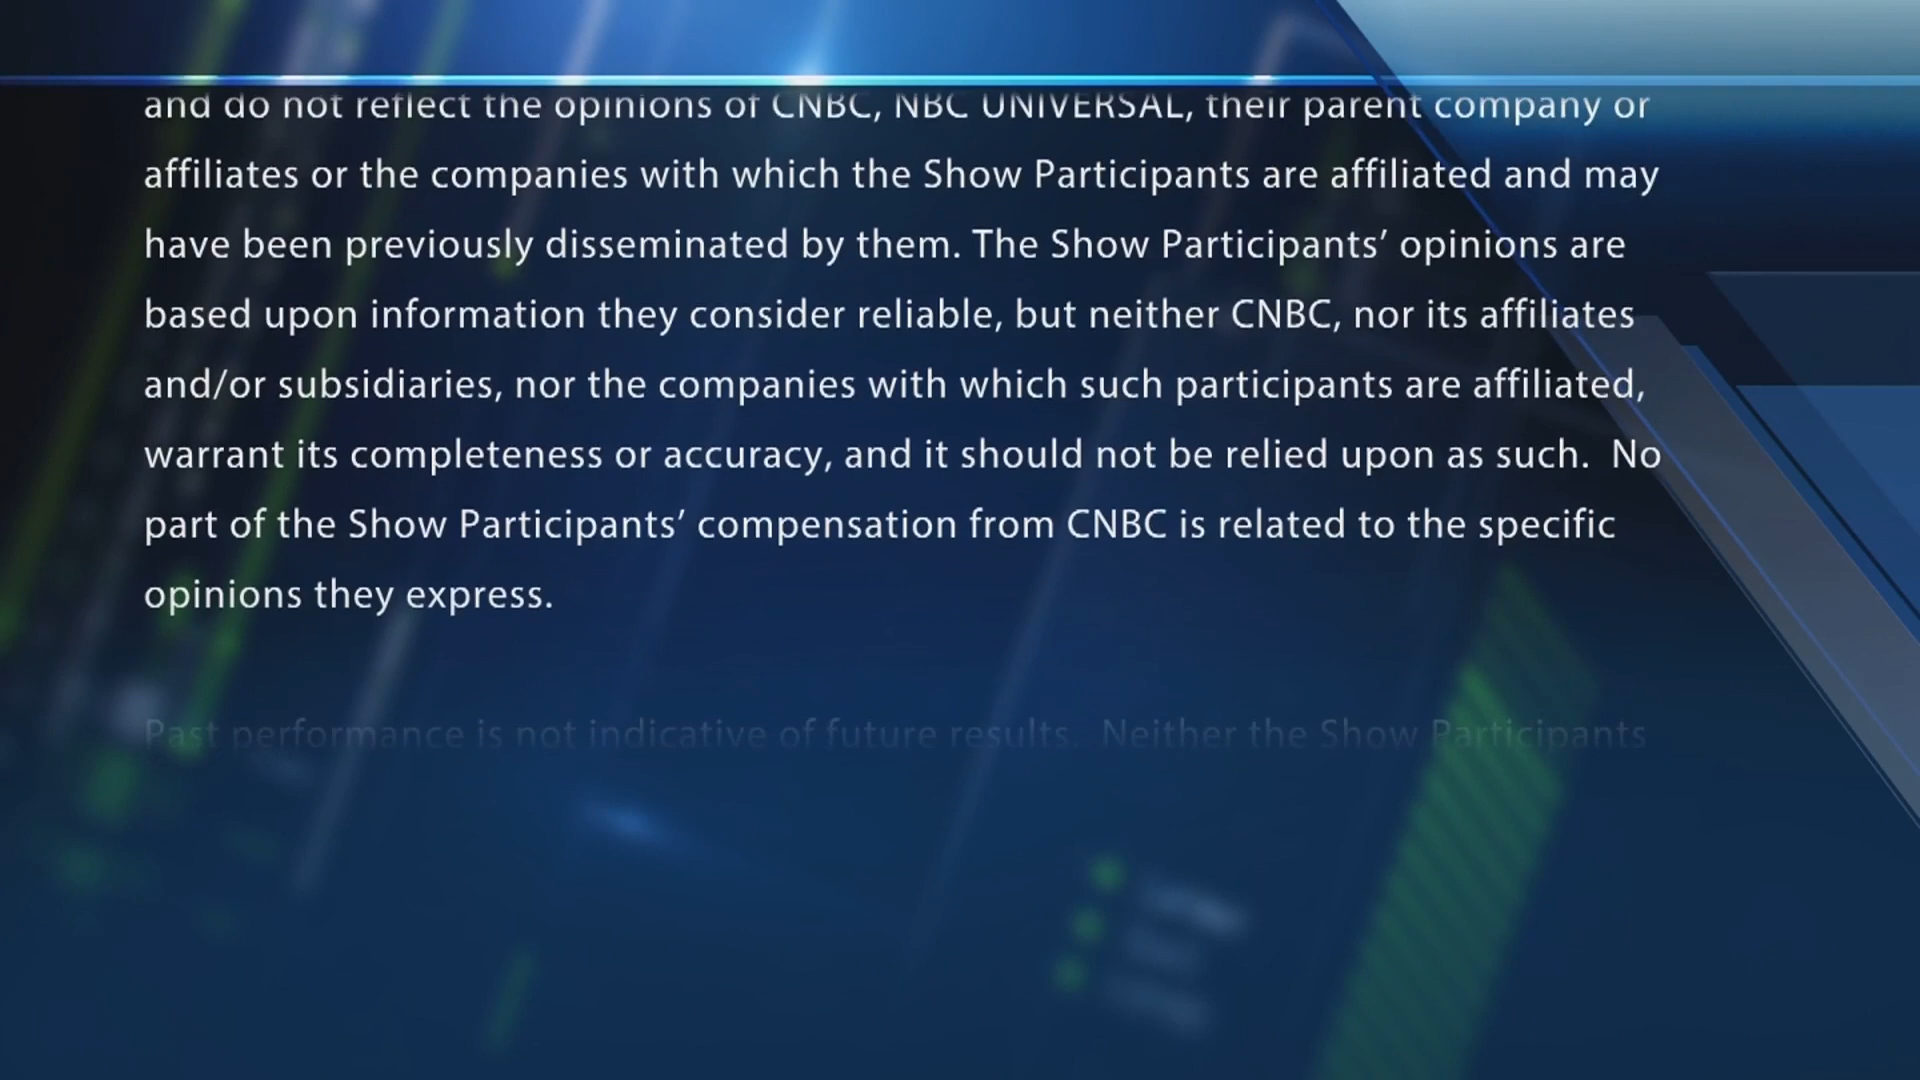 and do not reflect the opinions of CNBC, NBC UNIVERSAL, their parent company or
affiliates or the companies with which the Show Participants are affiliated and may
have been previously disseminated by them. The Show Participants’ opinions are
based upon information they consider reliable, but neither CNBC, nor its affiliates
and/or subsidiaries, nor the companies with which such participants are affiliated,
warrant its completeness or accuracy, and it should not be relied upon as such.  No
part of the Show Participants’ compensation from CNBC is related to the specific
opinions they express.
Past performance is not indicative of future results.  Neither the Show Participants